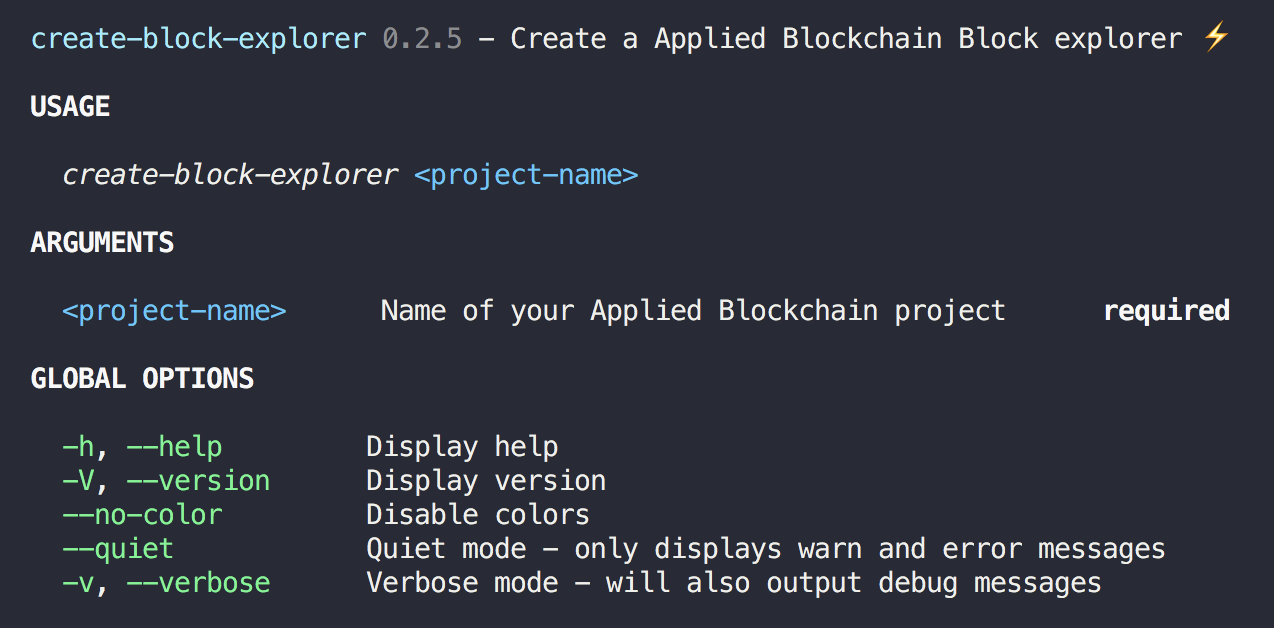 create-block-explorer 0.2.5 - Create a Applied Blockchain Block explorer ⚡
USAGE
create-block-explorer <project-name>
ARGUMENTS
<project-name> Name of your Applied Blockchain project required
GLOBAL OPTIONS
-h, --help Display help
-V, --version Display version
--no-color Disable colors
--quiet Quiet mode - only displays warn and error messages
-v, --verbose Verbose mode - will also output debug messages